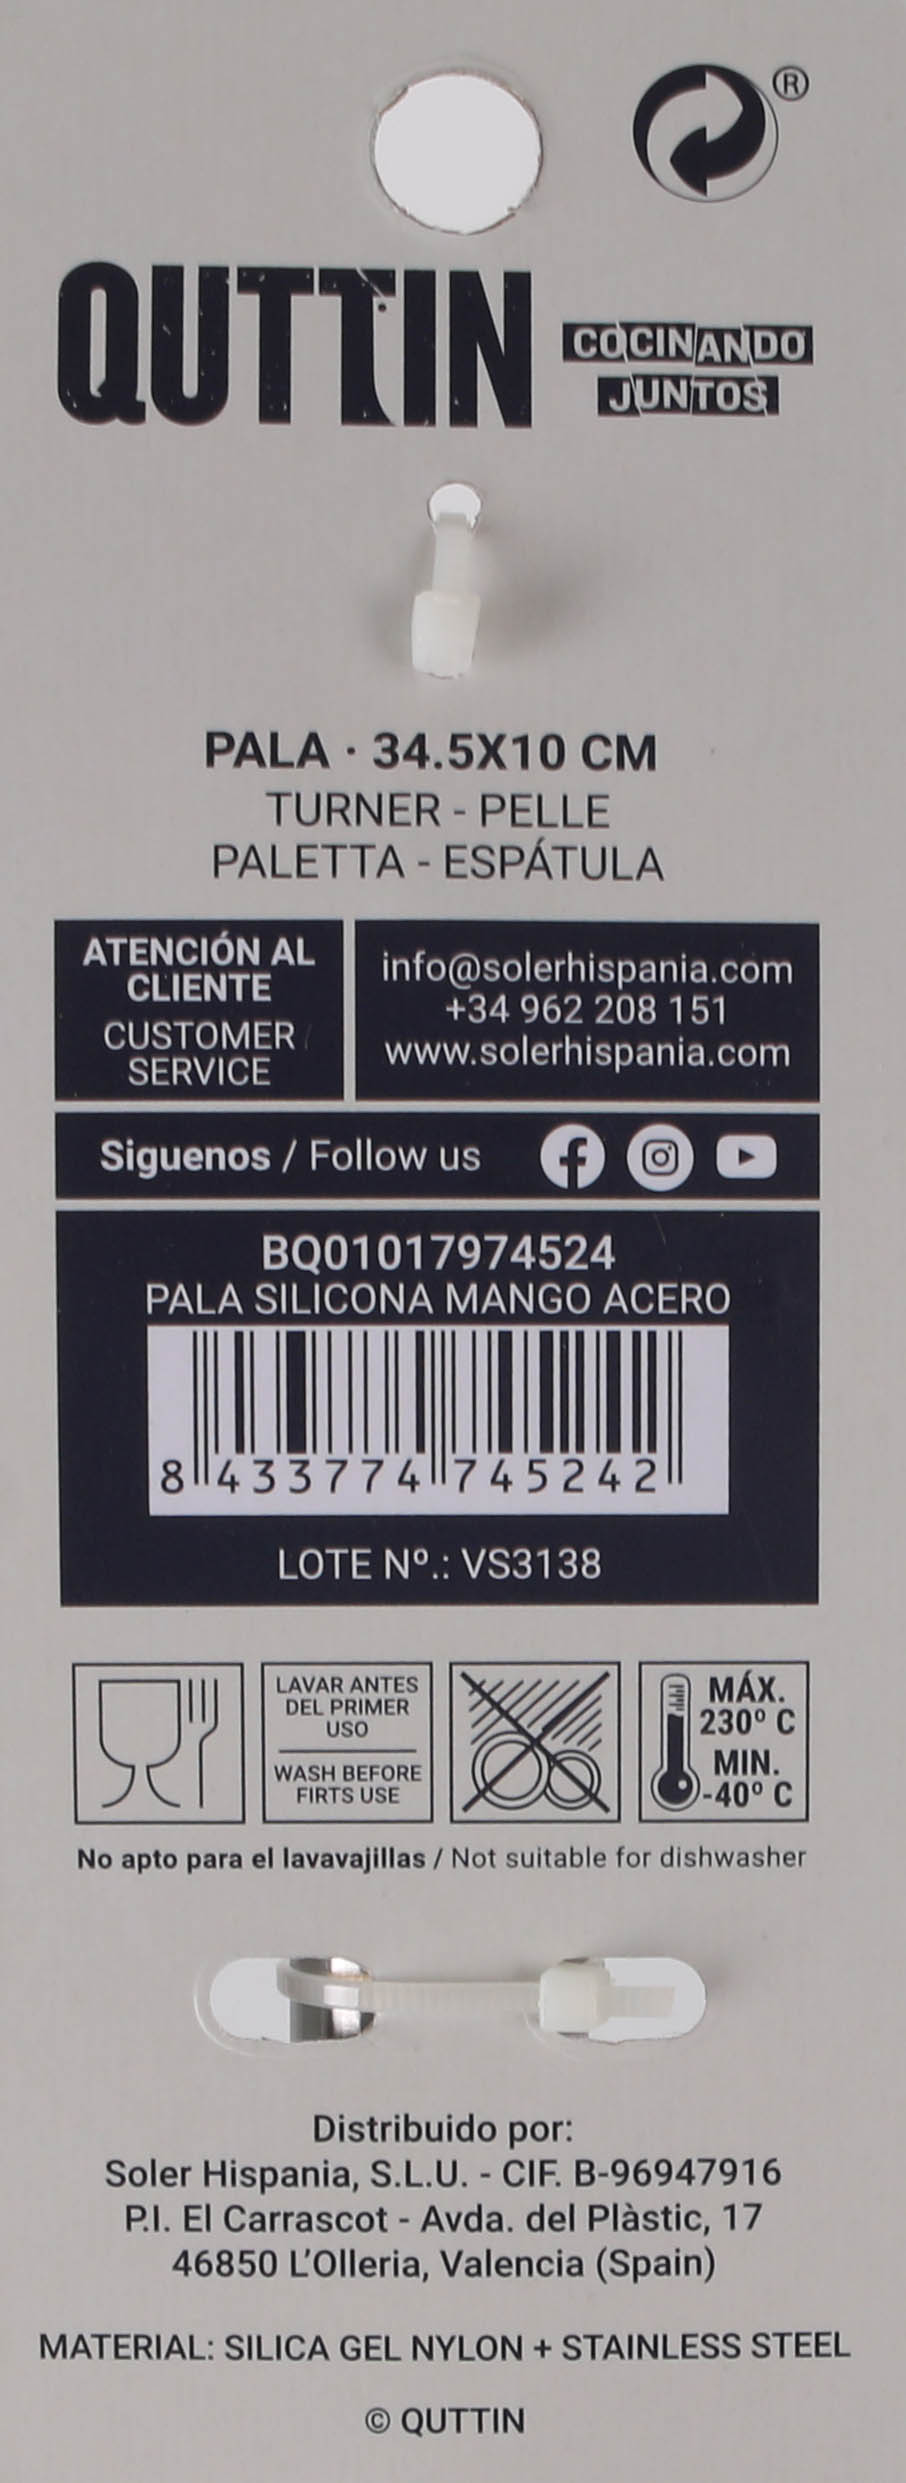 ®
QUTTIN
COCINANDO
JUNTOS
PALA · 34.5X10 CM
TURNER - PELLE
PALETTA - ESPÁTULA
ATENCIÓN AL
CLIENTE
CUSTOMER
SERVICE
info@solerhispania.com
+34 962 208 151
www.solerhispania.com
Siguenos / Follow us
BQ01017974524
PALA SILICONA MANGO ACERO
8 433774 745242
LOTE Nº.: VS3138
LAVAR ANTES
DEL PRIMER
USO
WASH BEFORE
FIRTS USE
MÁX.
230º C
MIN.
-40º C
No apto para el lavavajillas / Not suitable for dishwasher
Distribuido por:
Soler Hispania, S.L.U. - CIF. B-96947916
P.I. El Carrascot - Avda. del Plàstic, 17
46850 L'Olleria, Valencia (Spain)
MATERIAL: SILICA GEL NYLON + STAINLESS STEEL
© QUTTIN